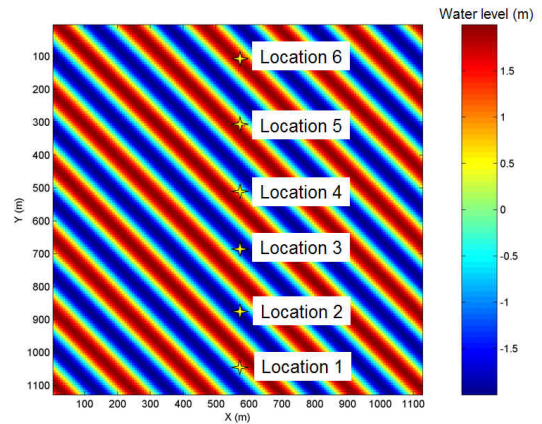 Water level (m)
100
200
300
400
500
600
700
800
900
1000
1100
Y (m)
Location 6
Location 5
Location 4
Location 3
Location 2
Location 1
100 200 300 400 500 600 700 800 900 1000 1100
X (m)
1.5
1
0.5
0
-0.5
-1
-1.5